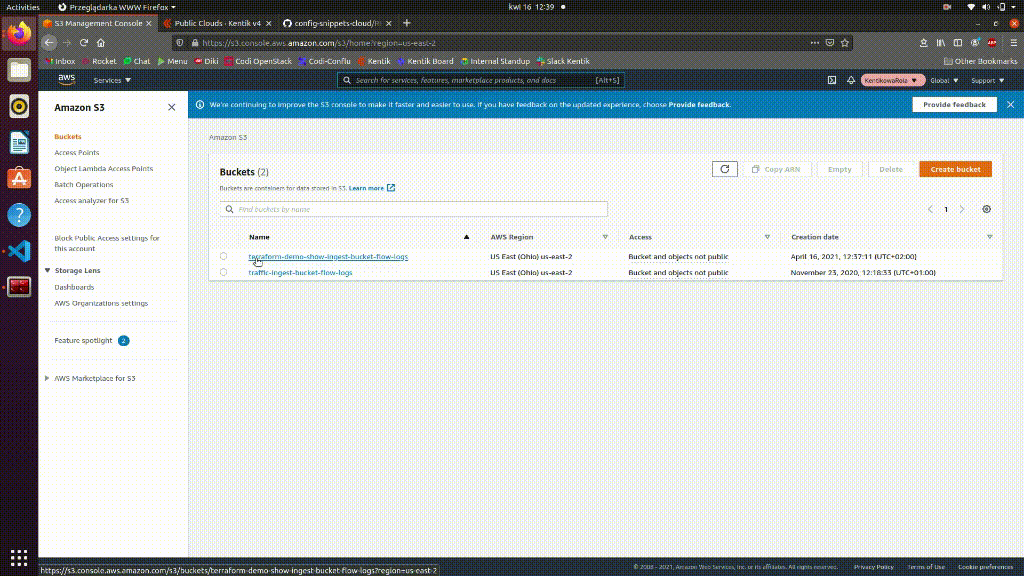 Activities Przeglądarka WWW Firefox kwi 16 12:39
S3 Management Console Public Clouds - Kentik v4 config-snippets-cloud/
https://s3.console.aws.amazon.com/s3/home?region=us-east-2
Inbox Rocket Chat Menu Diki Codi OpenStack Codi-Conflu Kentik Kentik Board Internal Standup Slack Kentik Other Bookmarks
aws Services Search for services, features, marketplace products, and docs [Alt+S] KentikowaRola Global Support
Amazon S3
Buckets
Access Points
Object Lambda Access Points
Batch Operations
Access analyzer for S3
Block Public Access settings for
this account
Storage Lens
Dashboards
AWS Organizations settings
Feature spotlight 2
AWS Marketplace for S3
We're continuing to improve the S3 console to make it faster and easier to use. If you have feedback on the updated experience, choose Provide feedback. Provide feedback
Amazon S3
Buckets (2) Copy ARN Empty Delete Create bucket
Buckets are containers for data stored in S3. Learn more
Find buckets by name 1
Name AWS Region Access Creation date
terraform-demo-show-ingest-bucket-flow-logs US East (Ohio) us-east-2 Bucket and objects not public April 16, 2021, 12:37:11 (UTC+02:00)
traffic-ingest-bucket-flow-logs US East (Ohio) us-east-2 Bucket and objects not public November 23, 2020, 12:18:33 (UTC+01:00)
https://s3.console.aws.amazon.com/s3/buckets/terraform-demo-show-ingest-bucket-flow-logs?region=us-east-2
© 2008 - 2021, Amazon Web Services, Inc. or its affiliates. All rights reserved. Privacy Policy Terms of Use Cookie preferences